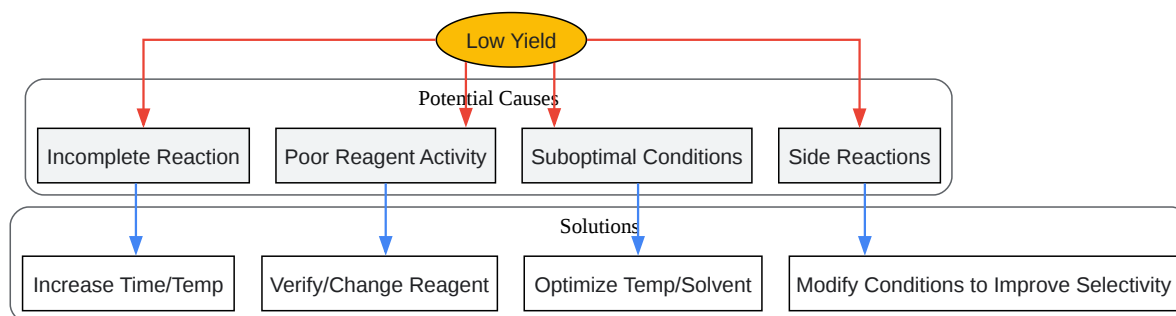 Low Yield
Potential Causes
Incomplete Reaction
Poor Reagent Activity
Suboptimal Conditions
Side Reactions
Solutions
Increase Time/Temp
Verify/Change Reagent
Optimize Temp/Solvent
Modify Conditions to Improve Selectivity